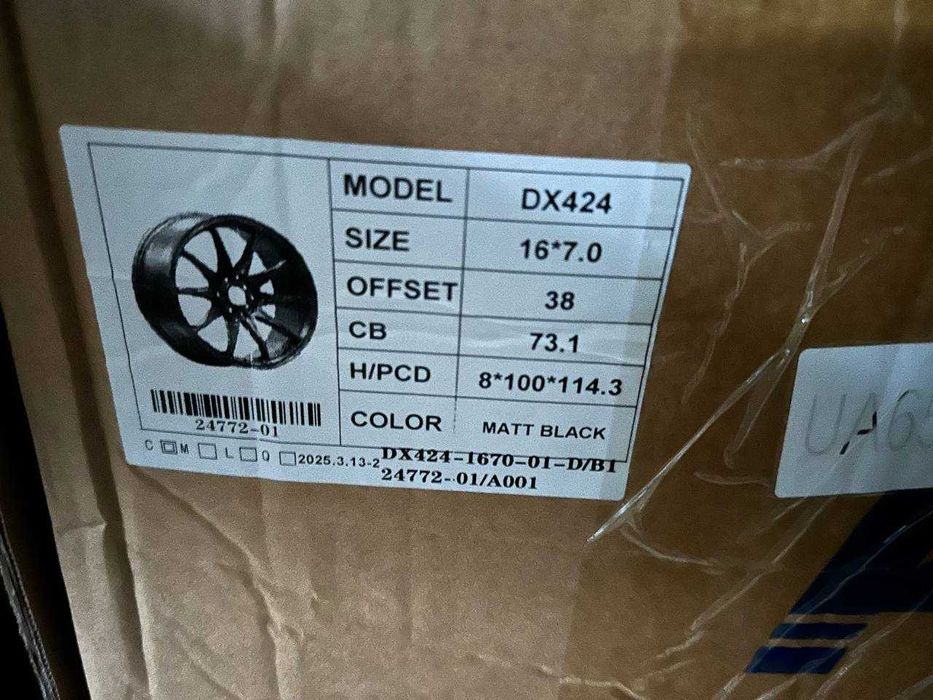 MODEL DX424
SIZE 16*7.0
OFFSET 38
CB 73.1
H/PCD 8*100*114.3
COLOR MATT BLACK
24772-01
C M L Q 2025.3.13-2 DX424-1670-01-D/B1
24772-01/A001